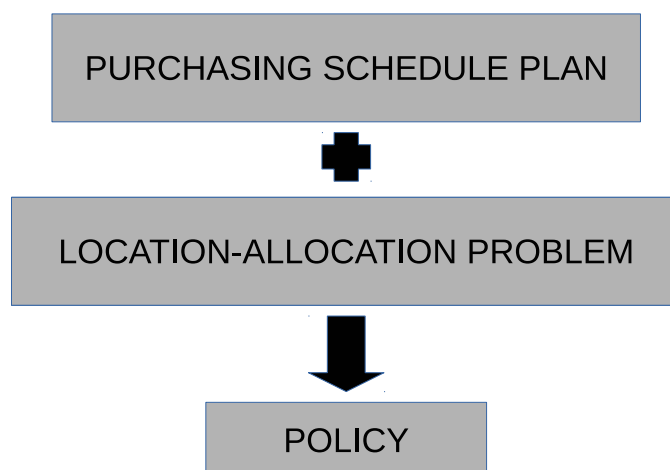 PURCHASING SCHEDULE PLAN
LOCATION-ALLOCATION PROBLEM
POLICY